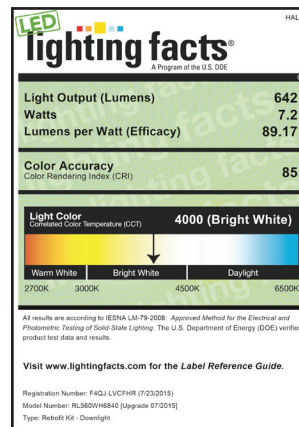 HAL
LED
lighting facts®
A Program of the U.S. DOE
Light Output (Lumens) 642
Watts 7.2
Lumens per Watt (Efficacy) 89.17
Color Accuracy 85
Color Rendering Index (CRI)
Light Color 4000 (Bright White)
Correlated Color Temperature (CCT)
Warm White Bright White Daylight
2700K 3000K 4500K 6500K
All results are according to IESNA LM-79-2008: Approved Method for the Electrical and
Photometric Testing of Solid-State Lighting. The U.S. Department of Energy (DOE) verifies
product test data and results.
Visit www.lightingfacts.com for the Label Reference Guide.
Registration Number: F4QJ-LVCFHR (7/23/2015)
Model Number: RL560WH6840 [Upgrade 07/2015]
Type: Retrofit Kit - Downlight